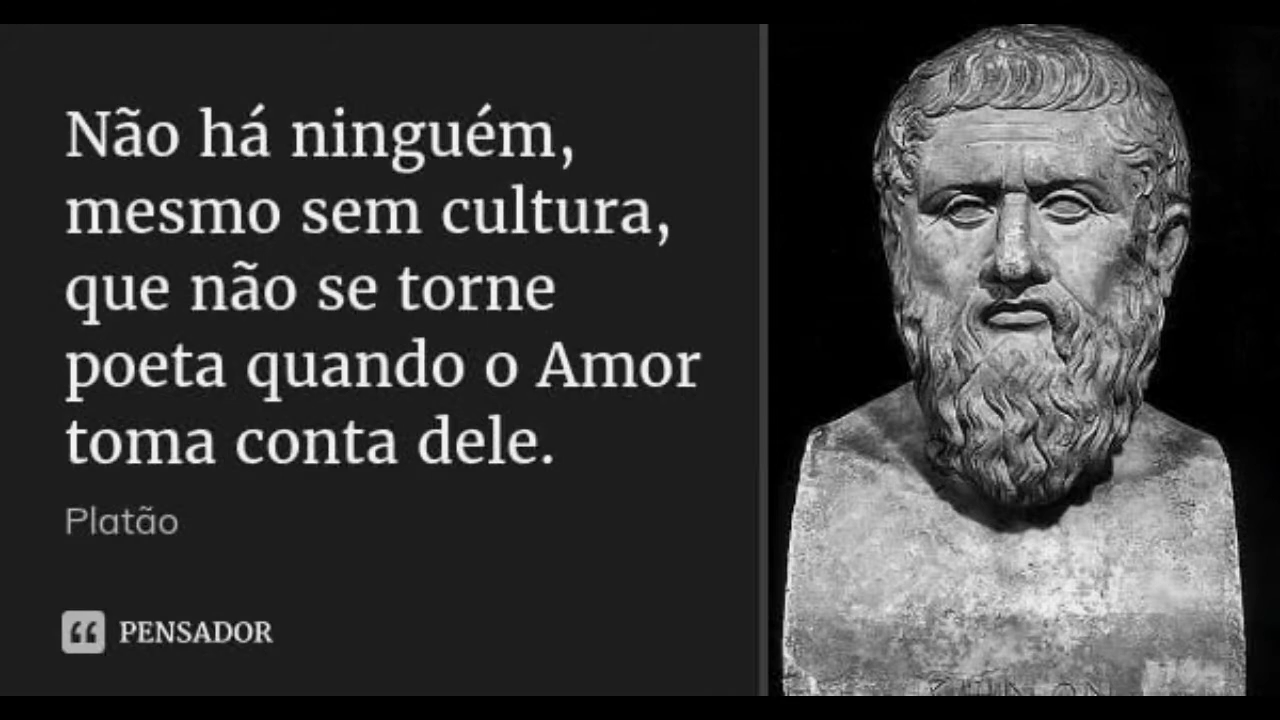 Não há ninguém,
mesmo sem cultura,
que não se torne
poeta quando o Amor
toma conta dele.
Platão
PENSADOR